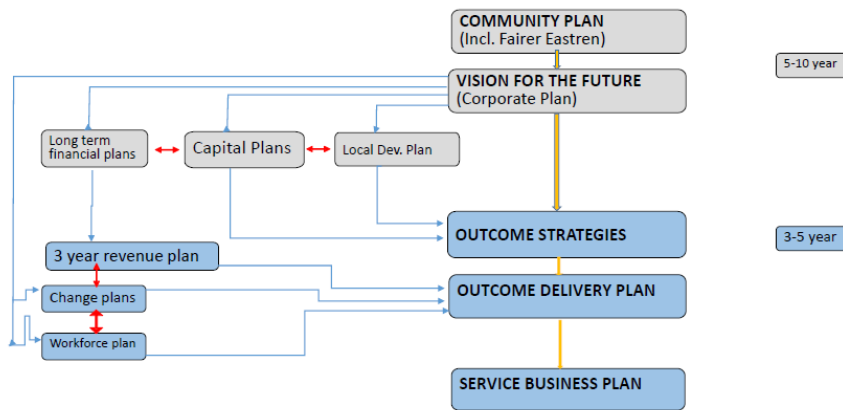 COMMUNITY PLAN
(Incl. Fairer Eastren)
5-10 year
VISION FOR THE FUTURE
(Corporate Plan)
Long term
financial plans
Capital Plans
Local Dev. Plan
OUTCOME STRATEGIES
3-5 year
3 year revenue plan
OUTCOME DELIVERY PLAN
Change plans
Workforce plan
SERVICE BUSINESS PLAN